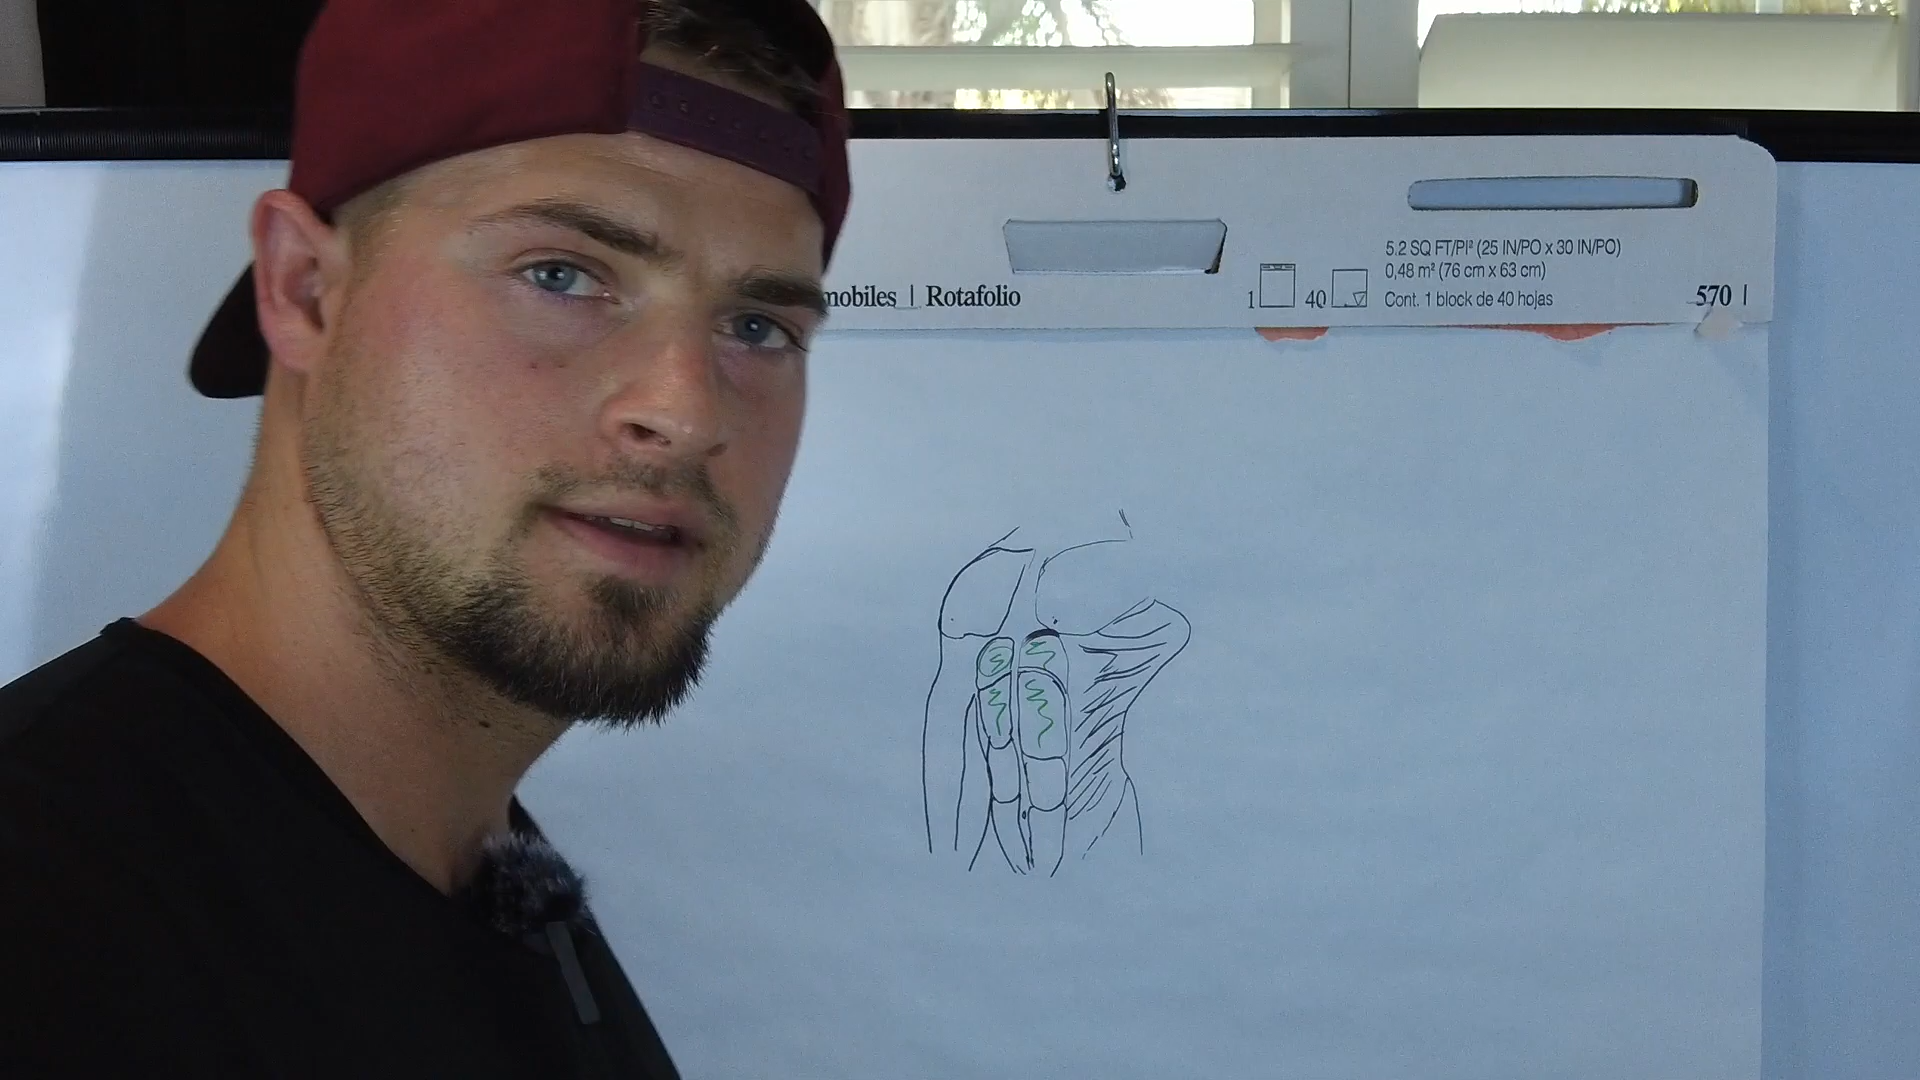 mobiles | Rotafolio
1
40
5.2 SQ FT/PI² (25 IN/PO x 30 IN/PO)
0,48 m² (76 cm x 63 cm)
Cont. 1 block de 40 hojas
570 |